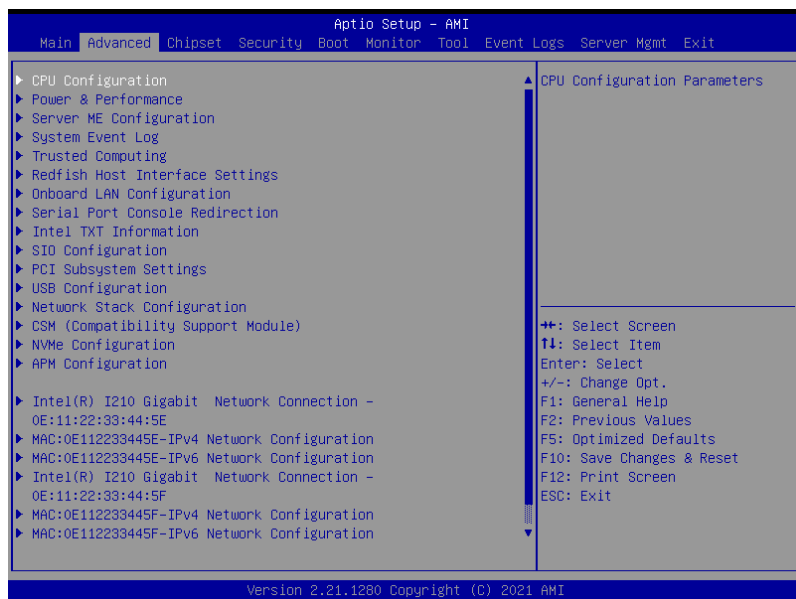 Aptio Setup – AMI
Main Advanced Chipset Security Boot Monitor Tool Event Logs Server Mgmt Exit
CPU Configuration
Power & Performance
Server ME Configuration
System Event Log
Trusted Computing
Redfish Host Interface Settings
Onboard LAN Configuration
Serial Port Console Redirection
Intel TXT Information
SIO Configuration
PCI Subsystem Settings
USB Configuration
Network Stack Configuration
CSM (Compatibility Support Module)
NVMe Configuration
APM Configuration
Intel(R) I210 Gigabit  Network Connection –
0E:11:22:33:44:5E
MAC:0E112233445E-IPv4 Network Configuration
MAC:0E112233445E-IPv6 Network Configuration
Intel(R) I210 Gigabit  Network Connection –
0E:11:22:33:44:5F
MAC:0E112233445F-IPv4 Network Configuration
MAC:0E112233445F-IPv6 Network Configuration
CPU Configuration Parameters
→←: Select Screen
↑↓: Select Item
Enter: Select
+/-: Change Opt.
F1: General Help
F2: Previous Values
F5: Optimized Defaults
F10: Save Changes & Reset
F12: Print Screen
ESC: Exit
Version 2.21.1280 Copyright (C) 2021 AMI